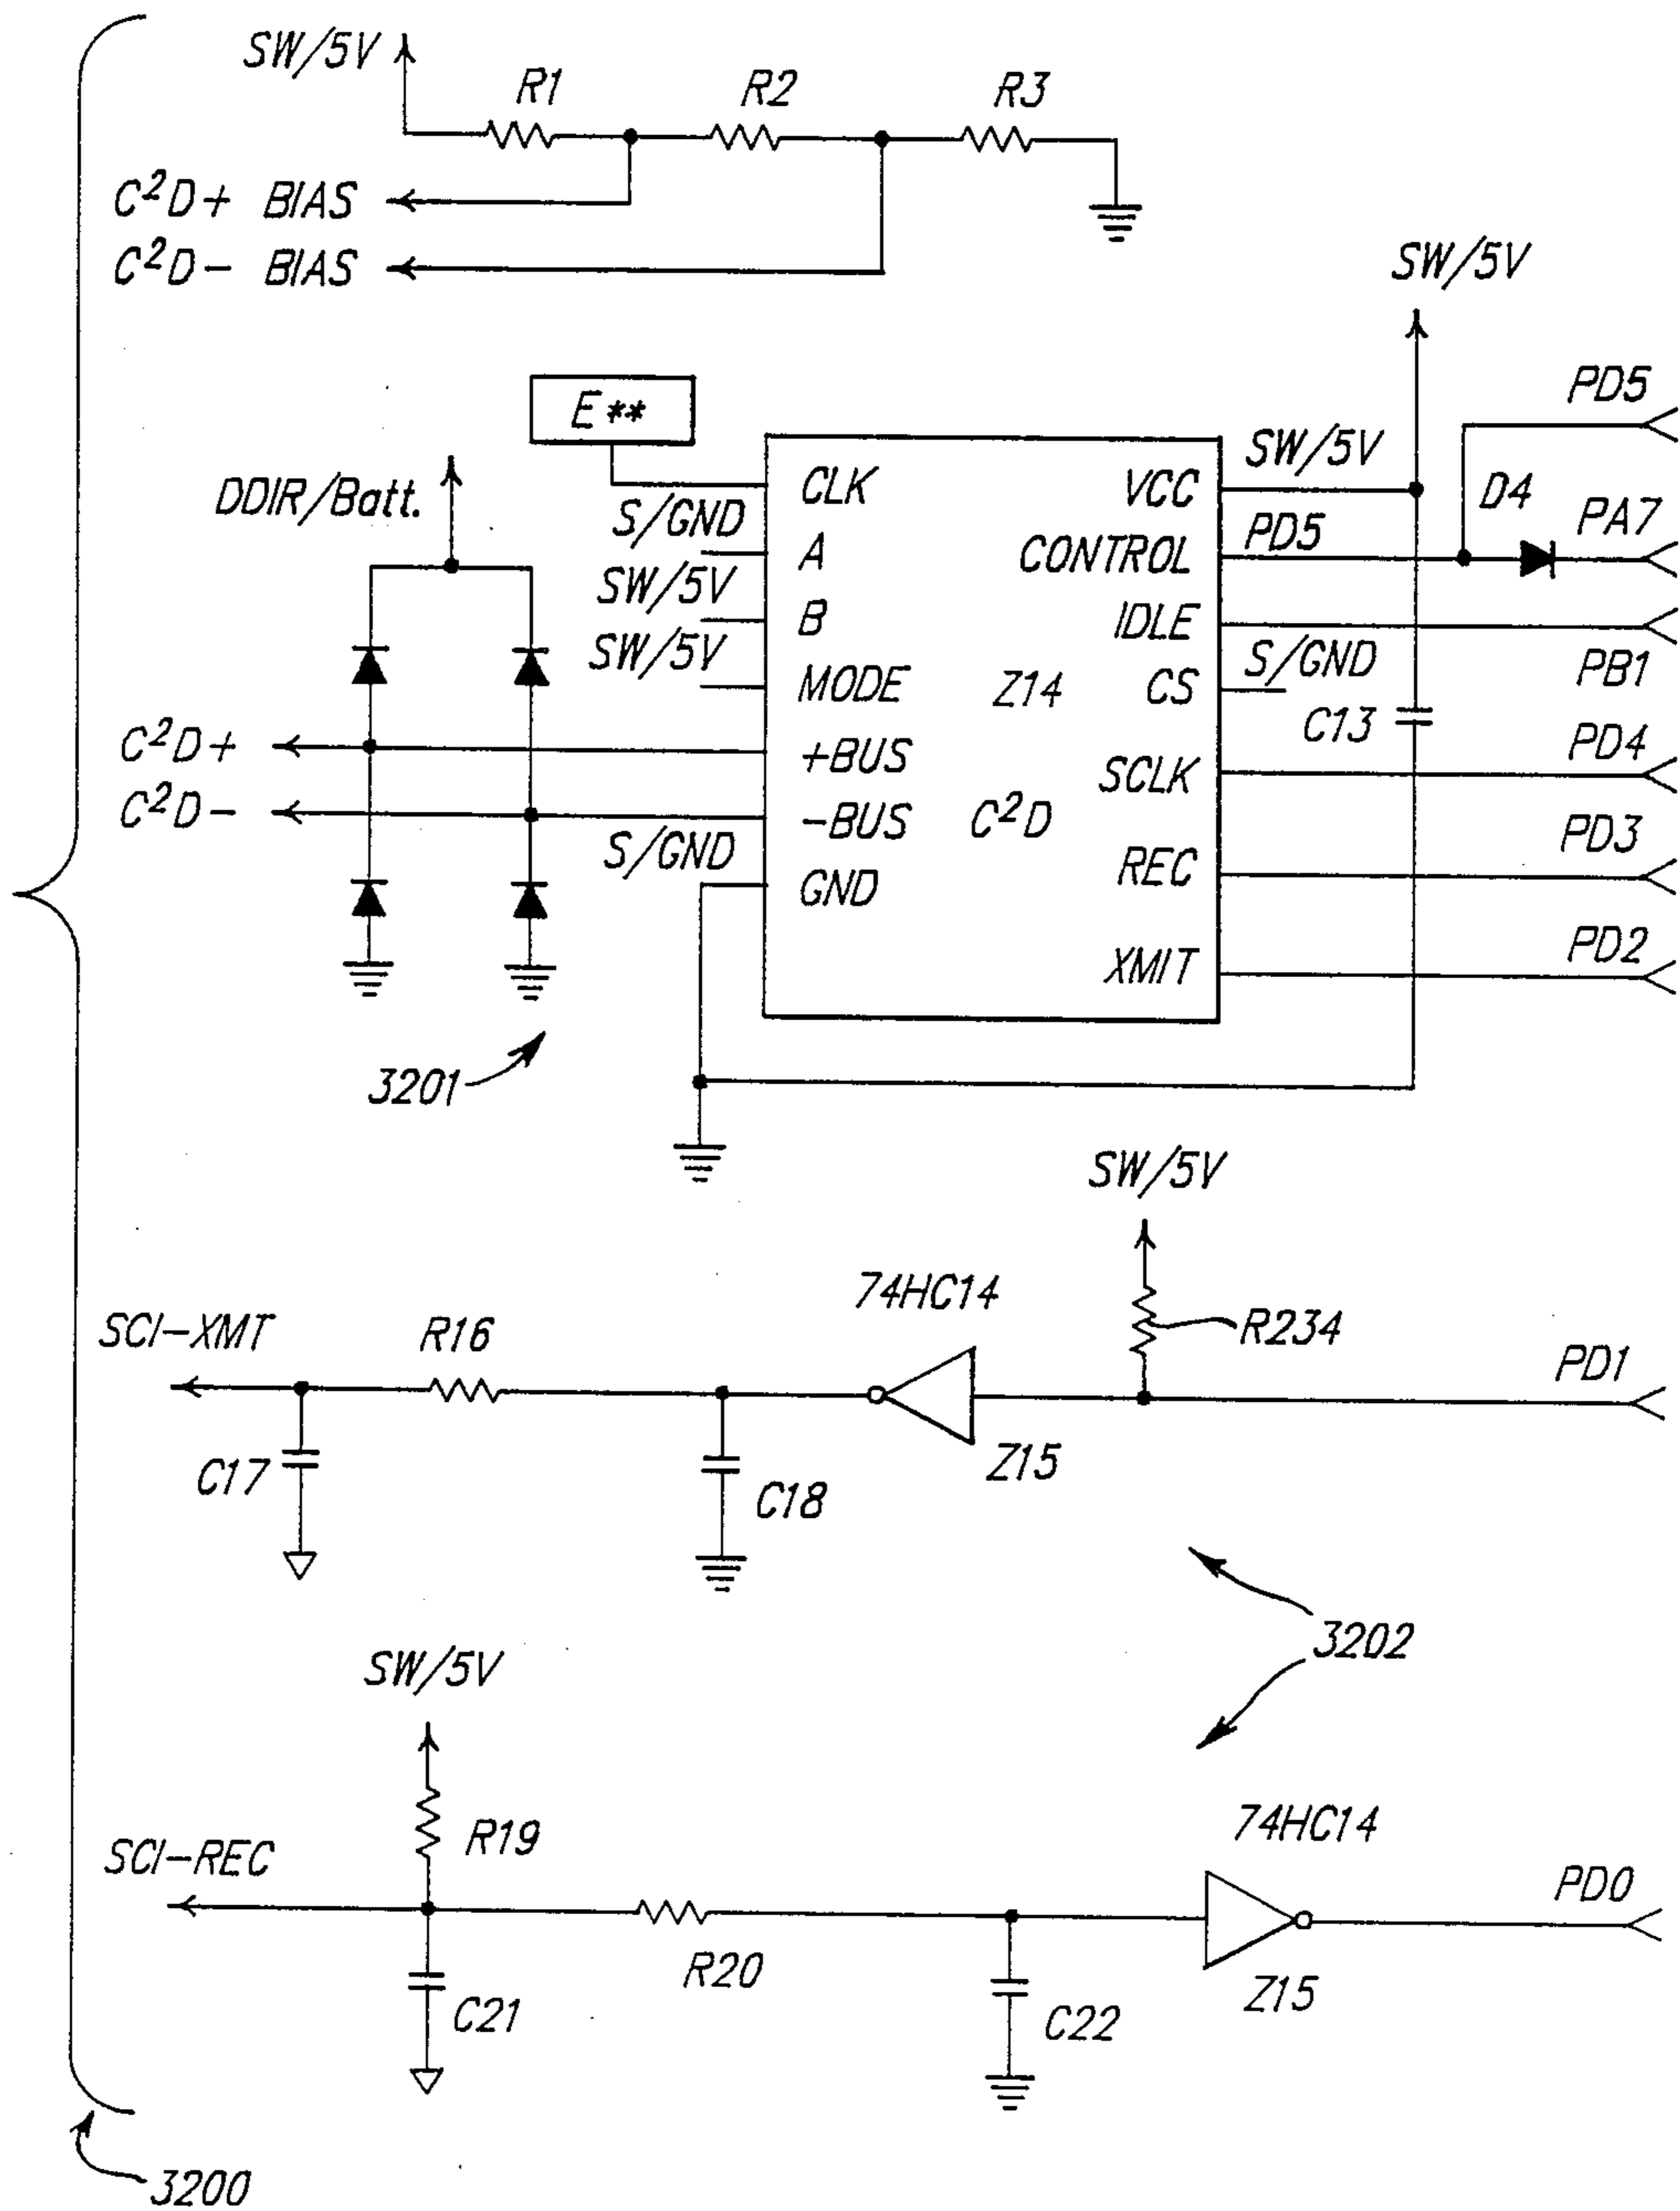 SW/5V
R1
R2
R3
C²D+ BIAS
C²D- BIAS
SW/5V
E**
PD5
DDIR/Batt.
CLK
VCC
SW/5V
D4
PA7
S/GND
A
CONTROL
PD5
SW/5V
B
IDLE
SW/5V
MODE
Z14
CS
S/GND
PB1
C²D+
+BUS
C13
SCLK
PD4
C²D-
-BUS
C²D
S/GND
GND
REC
PD3
XMIT
PD2
3201
SW/5V
74HC14
SCI-XMT
R16
R234
PD1
C17
C18
Z15
3202
SW/5V
R19
74HC14
SCI-REC
PD0
R20
C21
C22
Z15
3200